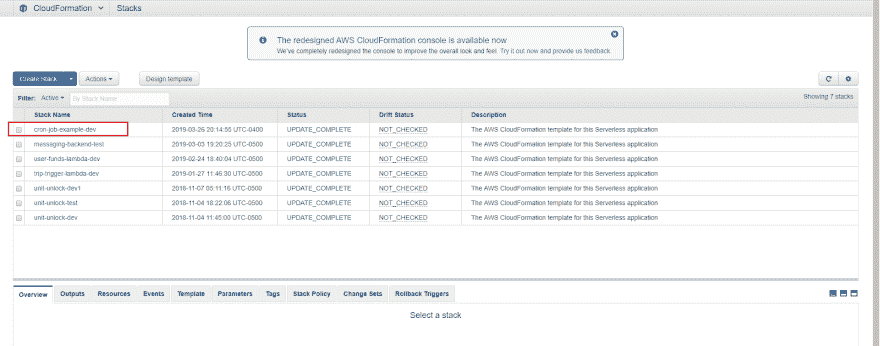 CloudFormation Stacks
The redesigned AWS CloudFormation console is available now
We've completely redesigned the console to improve the overall look and feel. Try it out now and provide us feedback.
Create Stack Actions Design template
Filter: Active By Stack Name Showing 7 stacks
Stack Name Created Time Status Drift Status Description
cron-job-example-dev 2019-03-26 20:14:55 UTC-0400 UPDATE_COMPLETE NOT_CHECKED The AWS CloudFormation template for this Serverless application
messaging-backend-test 2019-03-03 19:20:25 UTC-0500 UPDATE_COMPLETE NOT_CHECKED The AWS CloudFormation template for this Serverless application
user-funds-lambda-dev 2019-02-24 18:40:04 UTC-0500 UPDATE_COMPLETE NOT_CHECKED The AWS CloudFormation template for this Serverless application
trip-trigger-lambda-dev 2019-01-27 11:46:30 UTC-0500 UPDATE_COMPLETE NOT_CHECKED The AWS CloudFormation template for this Serverless application
unit-unlock-dev1 2018-11-07 05:11:16 UTC-0500 UPDATE_COMPLETE NOT_CHECKED The AWS CloudFormation template for this Serverless application
unit-unlock-test 2018-11-04 18:22:06 UTC-0500 UPDATE_COMPLETE NOT_CHECKED The AWS CloudFormation template for this Serverless application
unit-unlock-dev 2018-11-04 11:45:00 UTC-0500 UPDATE_COMPLETE NOT_CHECKED The AWS CloudFormation template for this Serverless application
Overview Outputs Resources Events Template Parameters Tags Stack Policy Change Sets Rollback Triggers
Select a stack